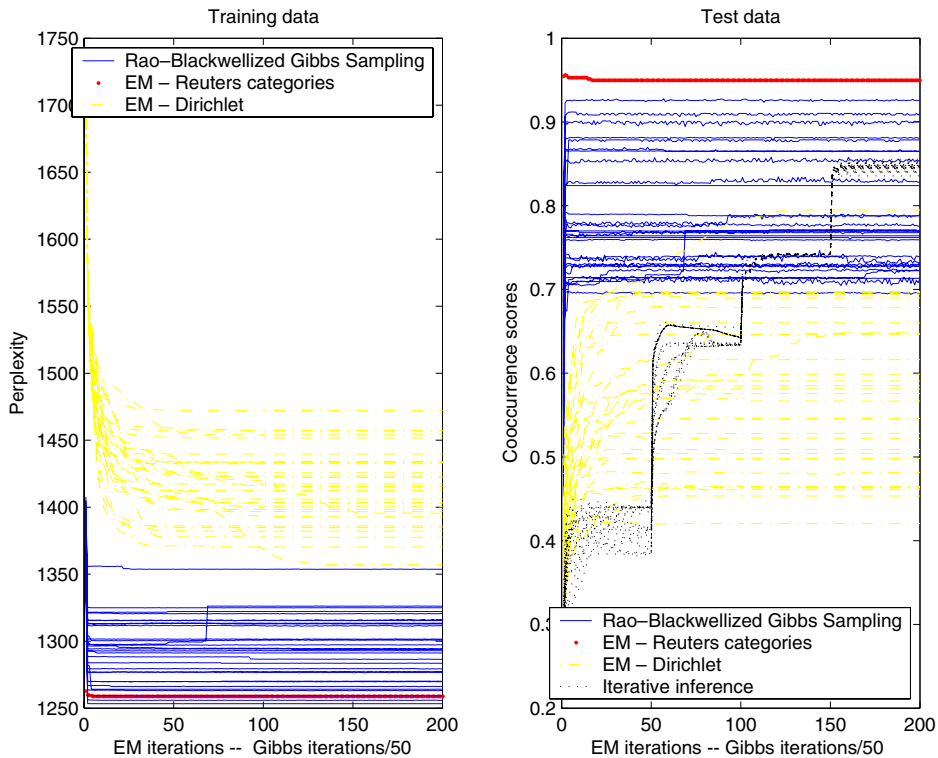 Training data
1750
1700
1650
1600
1550
1500
1450
1400
1350
1300
1250
Perplexity
Rao–Blackwellized Gibbs Sampling
EM – Reuters categories
EM – Dirichlet
0
50
100
150
200
EM iterations -- Gibbs iterations/50
Test data
1
0.9
0.8
0.7
0.6
0.5
0.4
0.3
0.2
Cooccurrence scores
Rao–Blackwellized Gibbs Sampling
EM – Reuters categories
EM – Dirichlet
Iterative inference
0
50
100
150
200
EM iterations -- Gibbs iterations/50